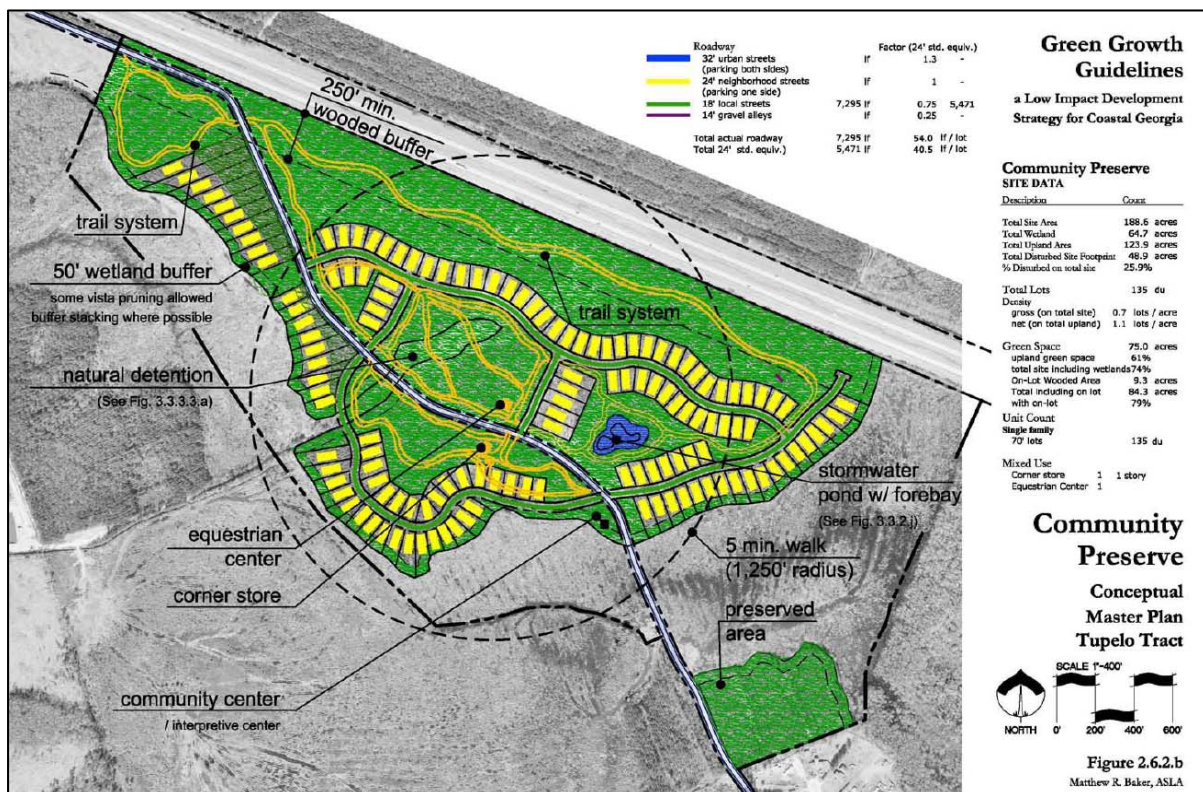 Roadway Factor (24' std. equiv.)
32' urban streets lf 1.3 -
(parking both sides)
24' neighborhood streets lf 1 -
(parking one side)
18' local streets 7,295 lf 0.75 5,471
14' gravel alleys lf 0.25 -
Total actual roadway 7,295 lf 54.0 lf / lot
Total 24' std. equiv.) 5,471 lf 40.5 lf / lot
Green Growth
Guidelines
a Low Impact Development
Strategy for Coastal Georgia
Community Preserve
SITE DATA
Description Count
Total Site Area 188.6 acres
Total Wetland 64.7 acres
Total Upland Area 123.9 acres
Total Disturbed Site Footprint 48.9 acres
% Disturbed on total site 25.9%
Total Lots 135 du
Density
gross (on total site) 0.7 lots / acre
net (on total upland) 1.1 lots / acre
Green Space 75.0 acres
upland green space 61%
total site including wetlands 74%
On-Lot Wooded Area 9.3 acres
Total including on lot 84.3 acres
with on-lot 79%
Unit Count
Single family
70' lots 135 du
Mixed Use
Corner store 1 1 story
Equestrian Center 1
Community
Preserve
Conceptual
Master Plan
Tupelo Tract
SCALE 1"-400'
NORTH
0' 200' 400' 600'
Figure 2.6.2.b
Matthew R. Baker, ASLA
250' min.
wooded buffer
trail system
50' wetland buffer
some vista pruning allowed
buffer stacking where possible
trail system
natural detention
(See Fig. 3.3.3.3.a)
stormwater
pond w/ forebay
(See Fig. 3.3.2.j)
equestrian
center
5 min. walk
(1,250' radius)
corner store
preserved
area
community center
/ interpretive center